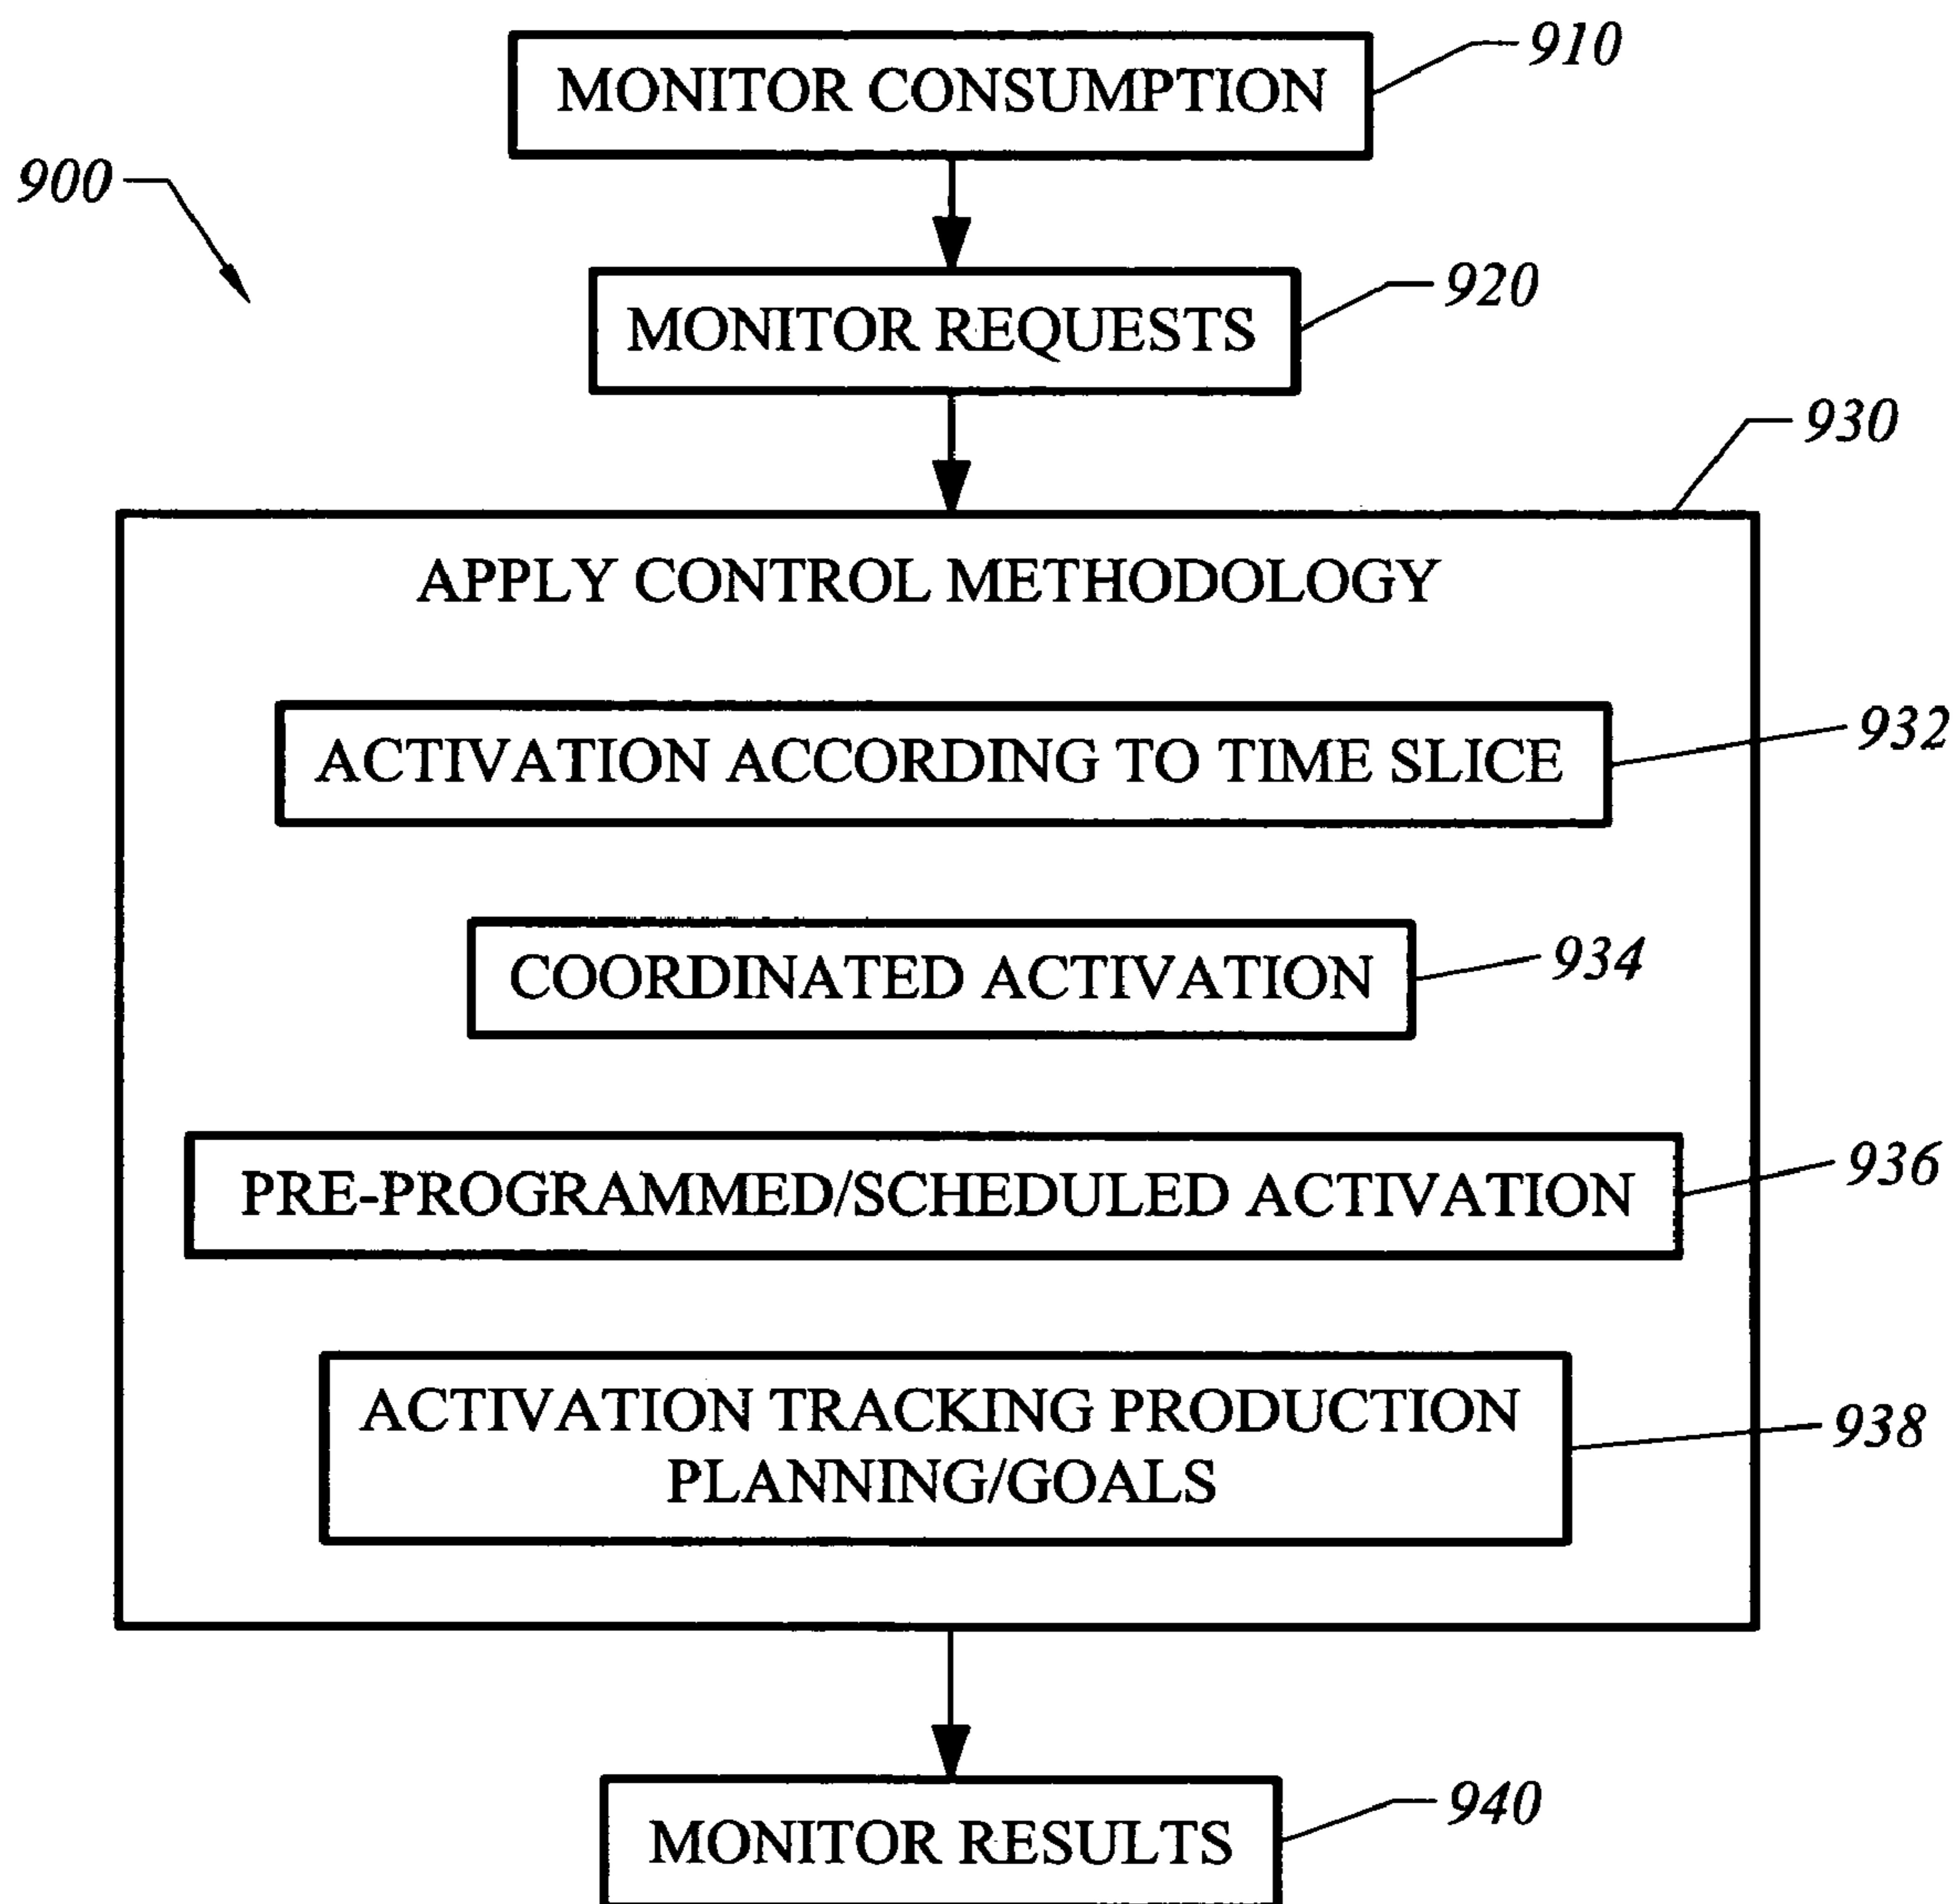 910
MONITOR CONSUMPTION
900
920
MONITOR REQUESTS
930
APPLY CONTROL METHODOLOGY
932
ACTIVATION ACCORDING TO TIME SLICE
934
COORDINATED ACTIVATION
936
PRE-PROGRAMMED/SCHEDULED ACTIVATION
938
ACTIVATION TRACKING PRODUCTION
PLANNING/GOALS
940
MONITOR RESULTS